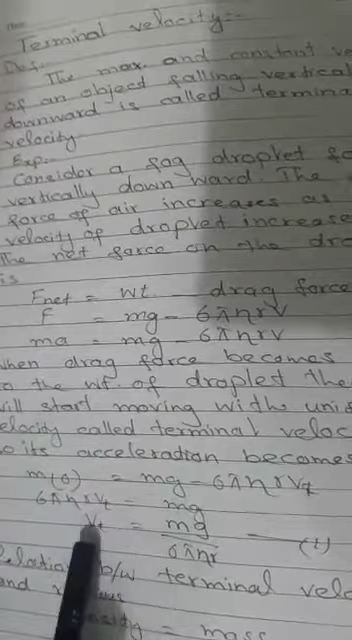 Terminal velocity:-
Def:-
The max. and constant ve
of an object falling vertical
downward is called termina
velocity.
Exp:-
Consider a fog droplet fa
vertically down ward. The
force of air increases as
velocity of droplet increase
The net force on the dro
is
Fnet = wt. - drag force
F = mg - 6πηrv
ma = mg - 6πηrv
when drag force becomes
to the wt. of droplet the
will start moving with unif
elocity called terminal veloc
so its acceleration becomes
m(0) = mg - 6πηrVt
6πηrVt = mg
Vt = mg / 6πηr — (1)
Relation b/w terminal velo
and
= mass